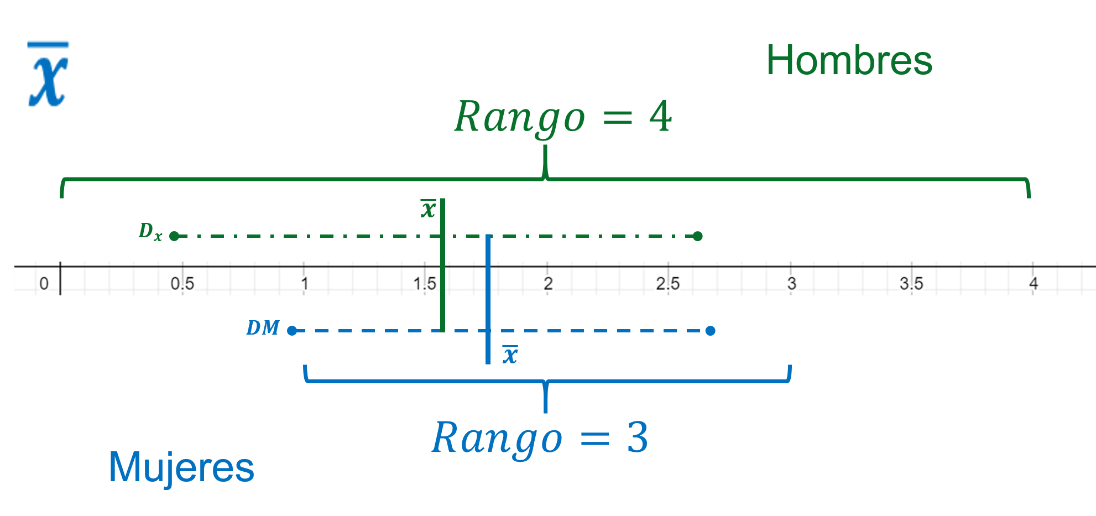 x̅
Hombres
Rango = 4
x̅
Dₓ
0 0.5 1 1.5 2 2.5 3 3.5 4
DM
x̅
Rango = 3
Mujeres